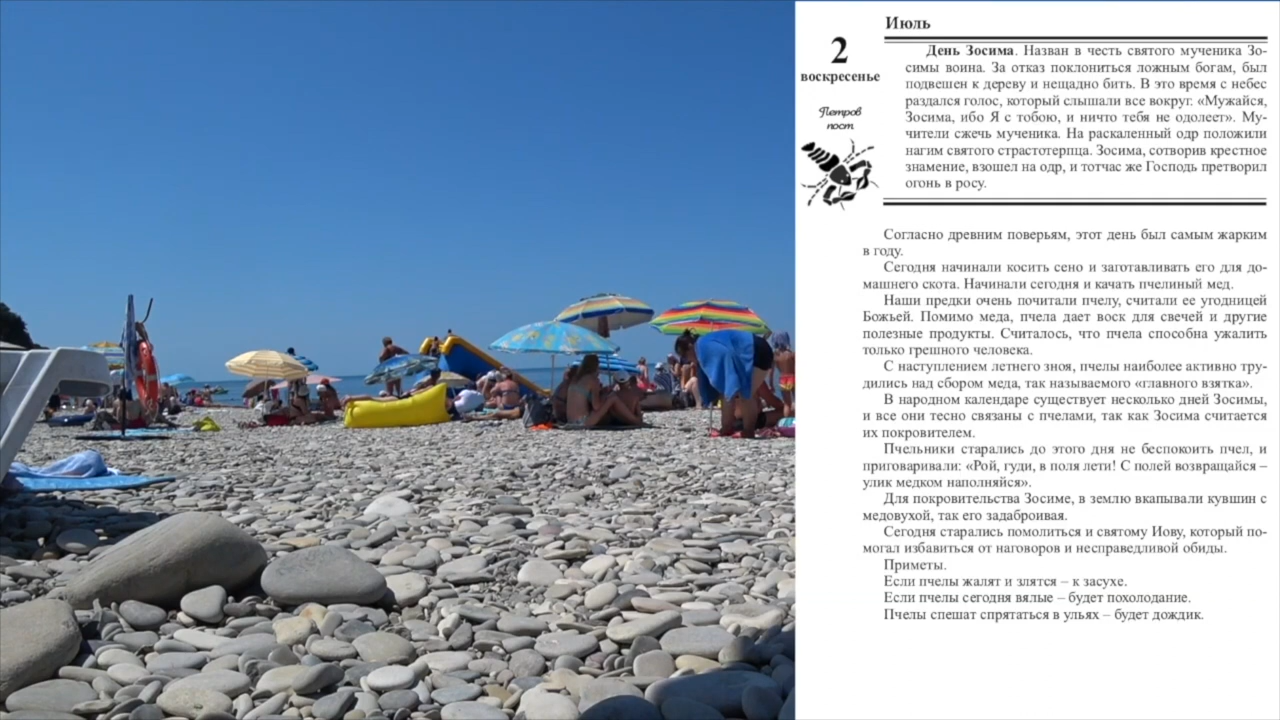 Июль
2
воскресенье
Петров
пост
День Зосима. Назван в честь святого мученика Зо-
симы воина. За отказ поклониться ложным богам, был
подвешен к дереву и нещадно бить. В это время с небес
раздался голос, который слышали все вокруг. «Мужайся,
Зосима, ибо Я с тобою, и ничто тебя не одолеет». Му-
чители сжечь мученика. На раскаленный одр положили
нагим святого страстотерпца. Зосима, сотворив крестное
знамение, взошел на одр, и тотчас же Господь претворил
огонь в росу.
Согласно древним поверьям, этот день был самым жарким
в году.
Сегодня начинали косить сено и заготавливать его для до-
машнего скота. Начинали сегодня и качать пчелиный мед.
Наши предки очень почитали пчелу, считали ее угодницей
Божьей. Помимо меда, пчела дает воск для свечей и другие
полезные продукты. Считалось, что пчела способна ужалить
только грешного человека.
С наступлением летнего зноя, пчелы наиболее активно тру-
дились над сбором меда, так называемого «главного взятка».
В народном календаре существует несколько дней Зосимы,
и все они тесно связаны с пчелами, так как Зосима считается
их покровителем.
Пчельники старались до этого дня не беспокоить пчел, и
приговаривали: «Рой, гуди, в поля лети! С полей возвращайся –
улик медком наполняйся».
Для покровительства Зосиме, в землю вкапывали кувшин с
медовухой, так его задабривая.
Сегодня старались помолиться и святому Иову, который по-
могал избавиться от наговоров и несправедливой обиды.
Приметы.
Если пчелы жалят и злятся – к засухе.
Если пчелы сегодня вялые – будет похолодание.
Пчелы спешат спрятаться в ульях – будет дождик.